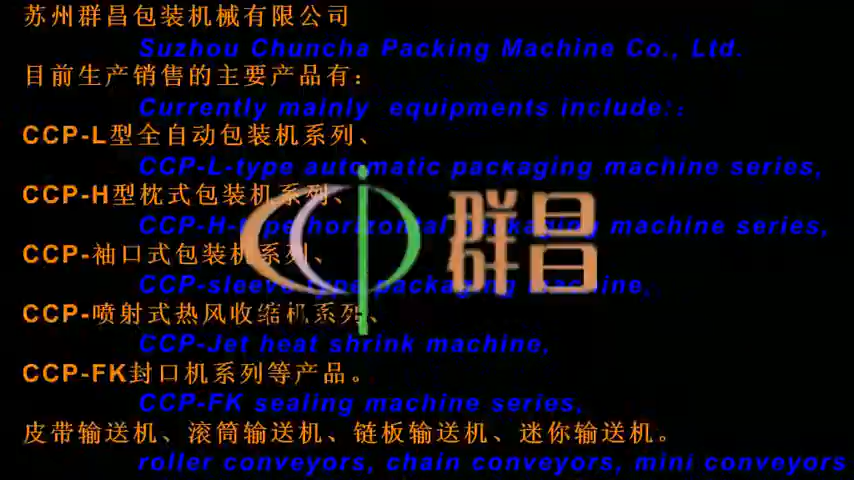 苏州群昌包装机械有限公司
Suzhou Chuncha Packing Machine Co., Ltd.
目前生产销售的主要产品有：
Currently mainly equipments include:：
CCP-L型全自动包装机系列、
CCP-L-type automatic packaging machine series,
CCP-H型枕式包装机系列、
CCP-H-type horizontal packaging machine series,
群昌
CCP-袖口式包装机系列、
CCP-sleeve type packaging machine,
CCP-喷射式热风收缩机系列、
CCP-Jet heat shrink machine,
CCP-FK封口机系列等产品。
CCP-FK sealing machine series,
皮带输送机、滚筒输送机、链板输送机、迷你输送机。
roller conveyors, chain conveyors, mini conveyors